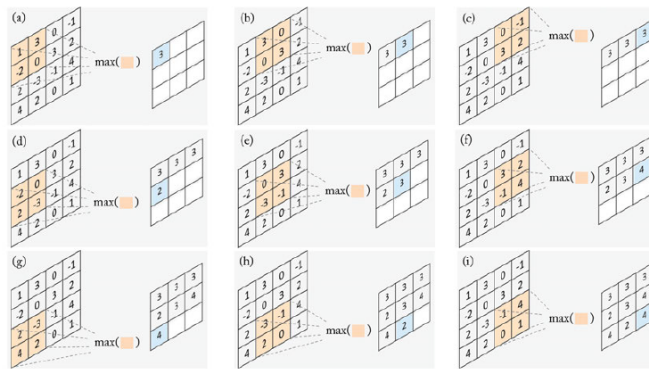 (a)
1 3 0 -1
-2 0 3 2
2 -3 -1 4
4 2 0 1
max( )
3
(b)
1 3 0 -1
-2 0 3 2
2 -3 -1 4
4 2 0 1
max( )
3 3
(c)
1 3 0 -1
-2 0 3 2
2 -3 -1 4
4 2 0 1
max( )
3 3 3
(d)
1 3 0 -1
-2 0 3 2
2 -3 -1 4
4 2 0 1
max( )
3 3 3
2
(e)
1 3 0 -1
-2 0 3 2
2 -3 -1 4
4 2 0 1
max( )
3 3 3
2 3
(f)
1 3 0 -1
-2 0 3 2
2 -3 -1 4
4 2 0 1
max( )
3 3 3
2 3 4
(g)
1 3 0 -1
-2 0 3 2
2 -3 -1 4
4 2 0 1
max( )
3 3 3
2 3 4
4
(h)
1 3 0 -1
-2 0 3 2
2 -3 -1 4
4 2 0 1
max( )
3 3 3
2 3 4
4 2
(i)
1 3 0 -1
-2 0 3 2
2 -3 -1 4
4 2 0 1
max( )
3 3 3
2 3 4
4 2 4